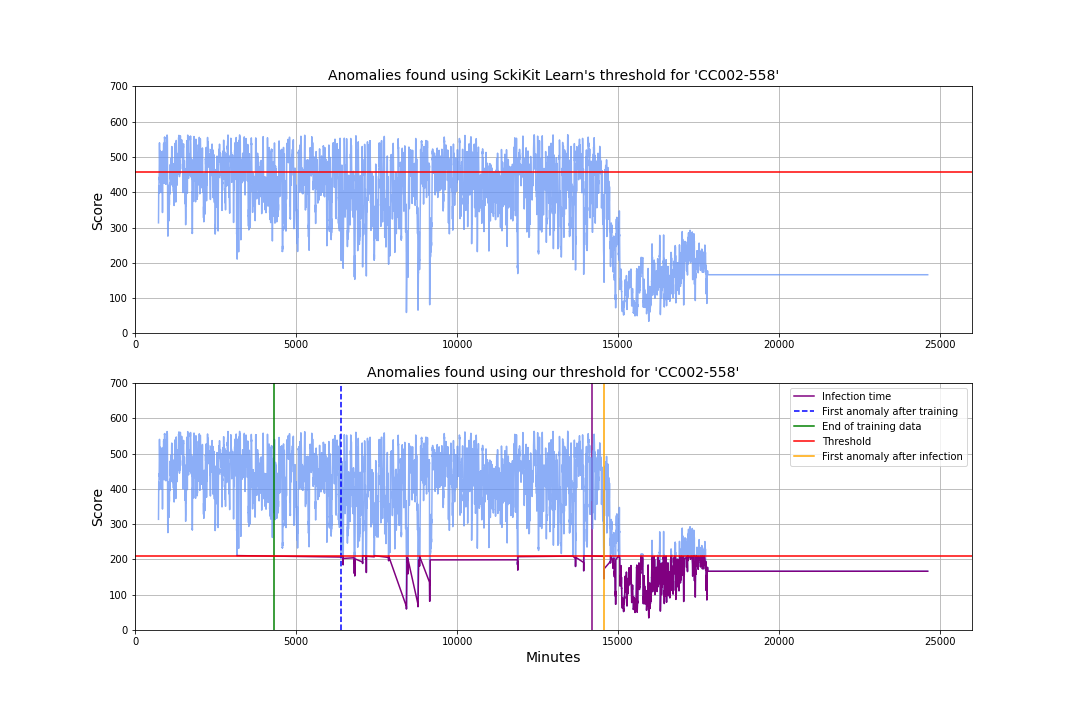 Anomalies found using SckiKit Learn's threshold for 'CC002-558'
700
600
500
400
300
200
100
0
Score
0 5000 10000 15000 20000 25000
Anomalies found using our threshold for 'CC002-558'
700
600
500
400
300
200
100
0
Score
Infection time
First anomaly after training
End of training data
Threshold
First anomaly after infection
0 5000 10000 15000 20000 25000
Minutes